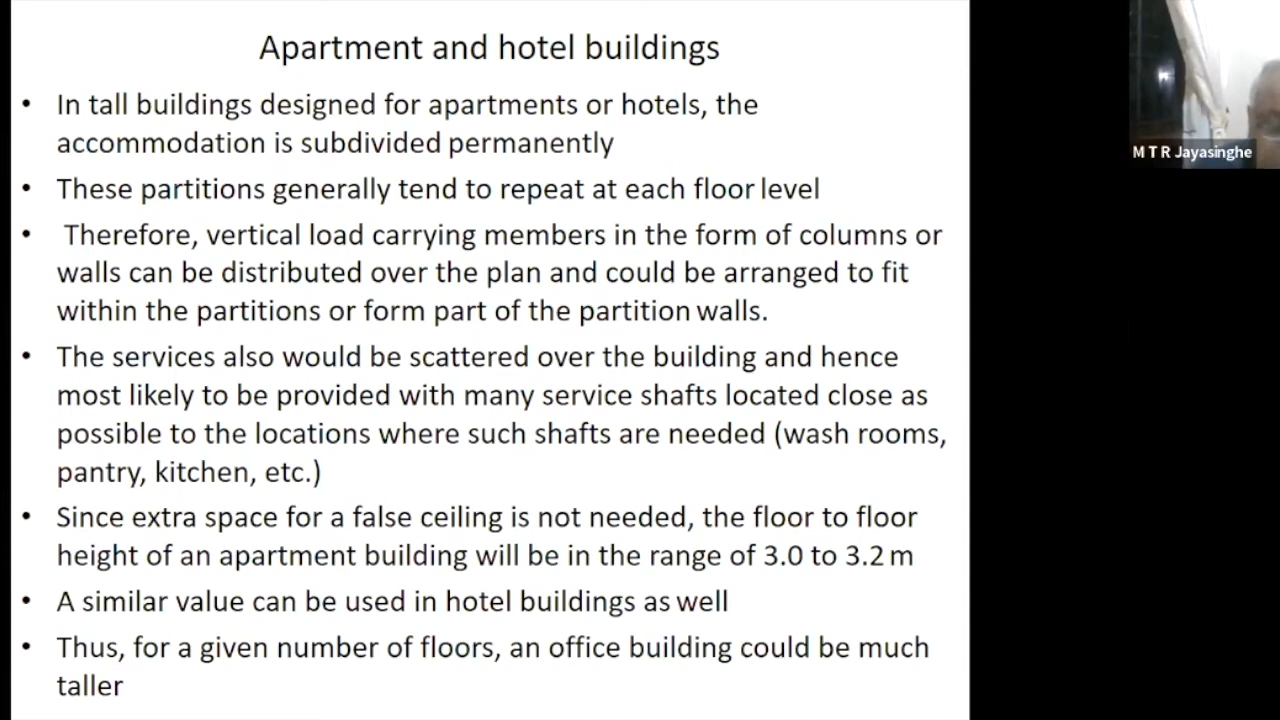 Apartment and hotel buildings
• In tall buildings designed for apartments or hotels, the
accommodation is subdivided permanently
• These partitions generally tend to repeat at each floor level
• Therefore, vertical load carrying members in the form of columns or
walls can be distributed over the plan and could be arranged to fit
within the partitions or form part of the partition walls.
• The services also would be scattered over the building and hence
most likely to be provided with many service shafts located close as
possible to the locations where such shafts are needed (wash rooms,
pantry, kitchen, etc.)
• Since extra space for a false ceiling is not needed, the floor to floor
height of an apartment building will be in the range of 3.0 to 3.2 m
• A similar value can be used in hotel buildings as well
• Thus, for a given number of floors, an office building could be much
taller
M T R Jayasinghe